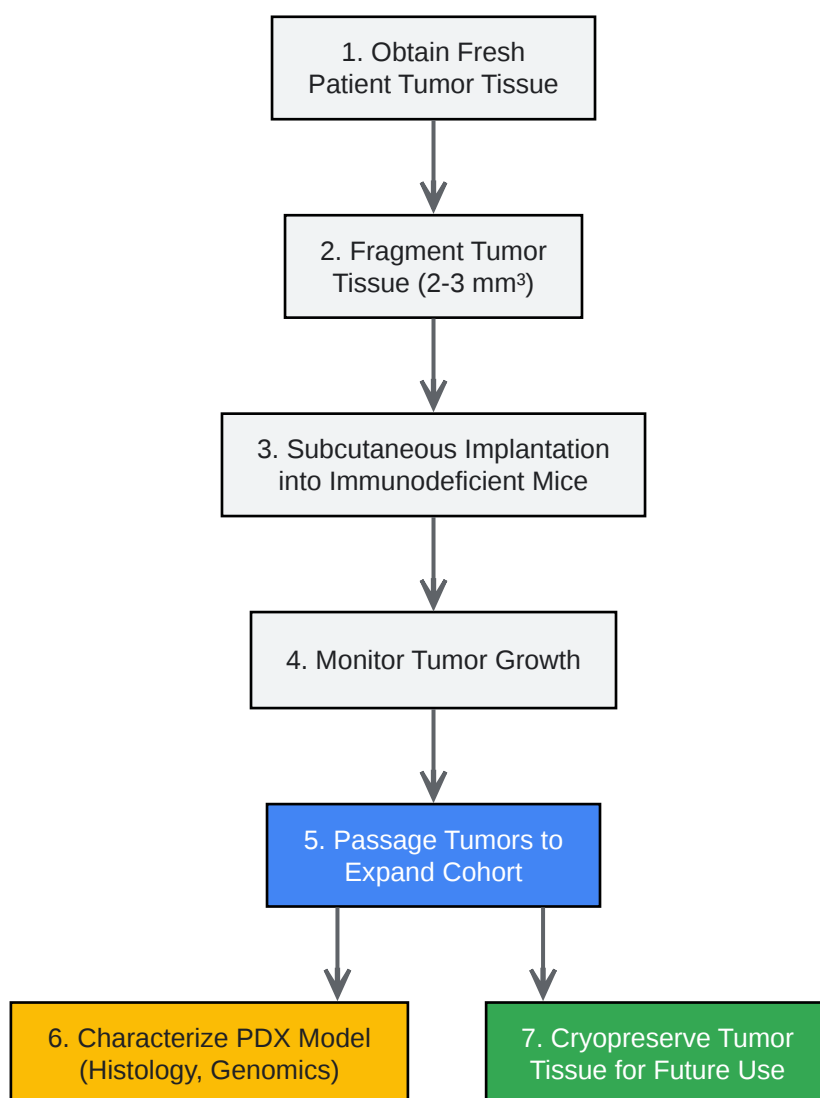 1. Obtain Fresh
Patient Tumor Tissue
2. Fragment Tumor
Tissue (2-3 mm³)
3. Subcutaneous Implantation
into Immunodeficient Mice
4. Monitor Tumor Growth
5. Passage Tumors to
Expand Cohort
6. Characterize PDX Model
(Histology, Genomics)
7. Cryopreserve Tumor
Tissue for Future Use